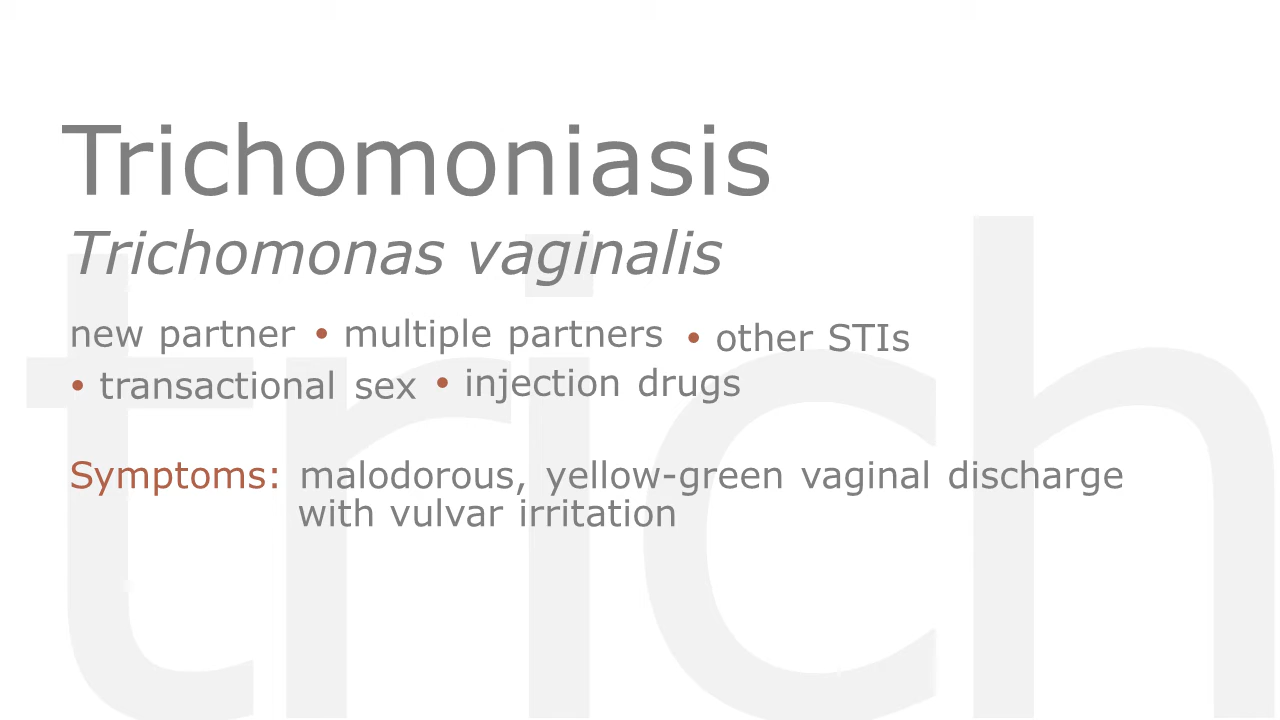 Trichomoniasis
Trichomonas vaginalis
new partner • multiple partners • other STIs
• transactional sex • injection drugs
Symptoms: malodorous, yellow-green vaginal discharge
with vulvar irritation
trich